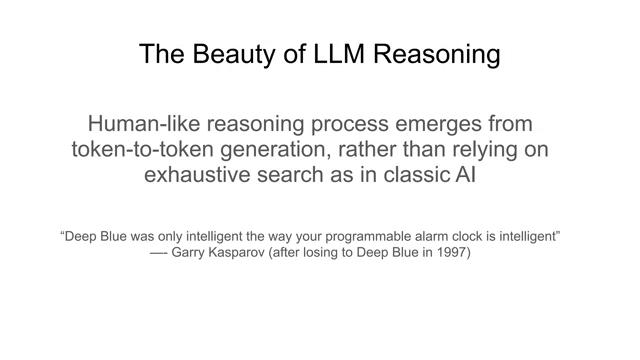 The Beauty of LLM Reasoning
Human-like reasoning process emerges from
token-to-token generation, rather than relying on
exhaustive search as in classic AI
“Deep Blue was only intelligent the way your programmable alarm clock is intelligent”
—- Garry Kasparov (after losing to Deep Blue in 1997)